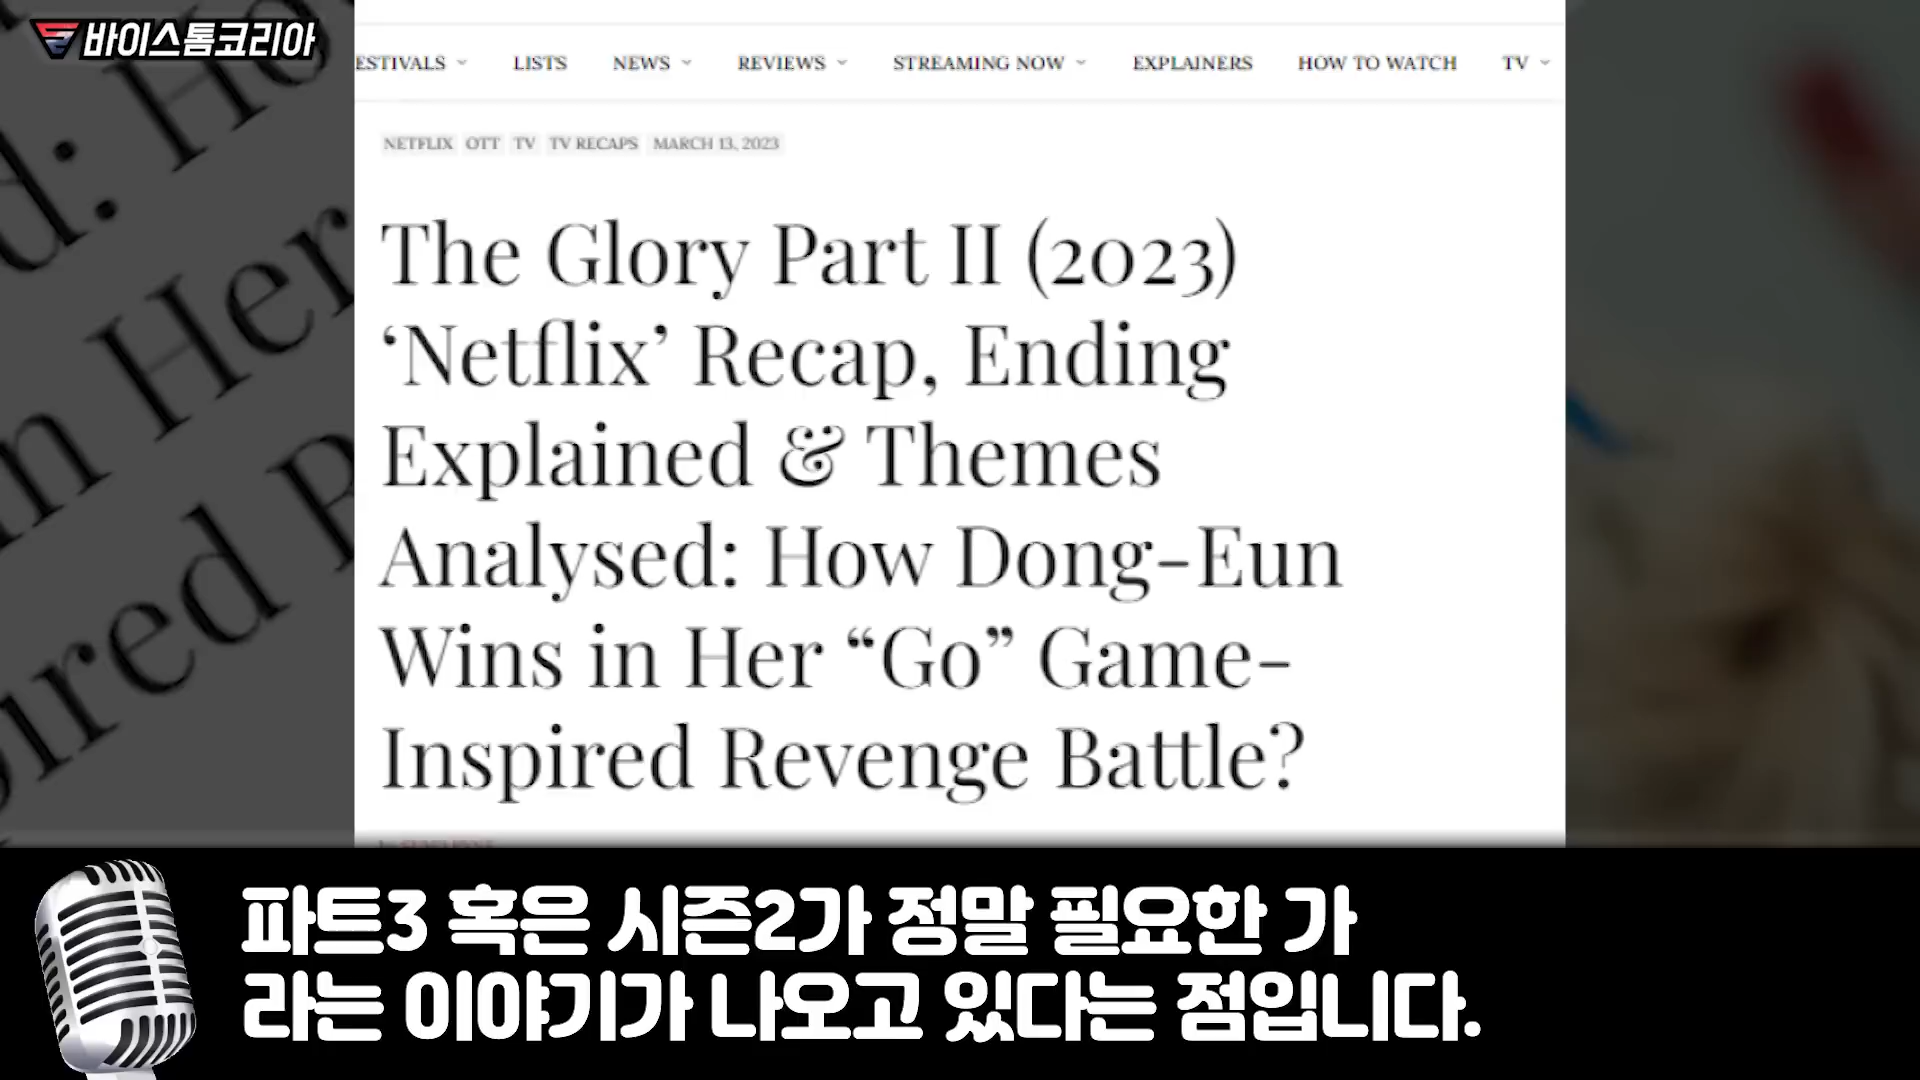 바이스톰코리아
ESTIVALS LISTS NEWS REVIEWS STREAMING NOW EXPLAINERS HOW TO WATCH TV
NETFLIX OTT TV TV RECAPS MARCH 13, 2023
The Glory Part II (2023)
‘Netflix’ Recap, Ending
Explained & Themes
Analysed: How Dong-Eun
Wins in Her “Go” Game-
Inspired Revenge Battle?
파트3 혹은 시즌2가 정말 필요한 가
라는 이야기가 나오고 있다는 점입니다.